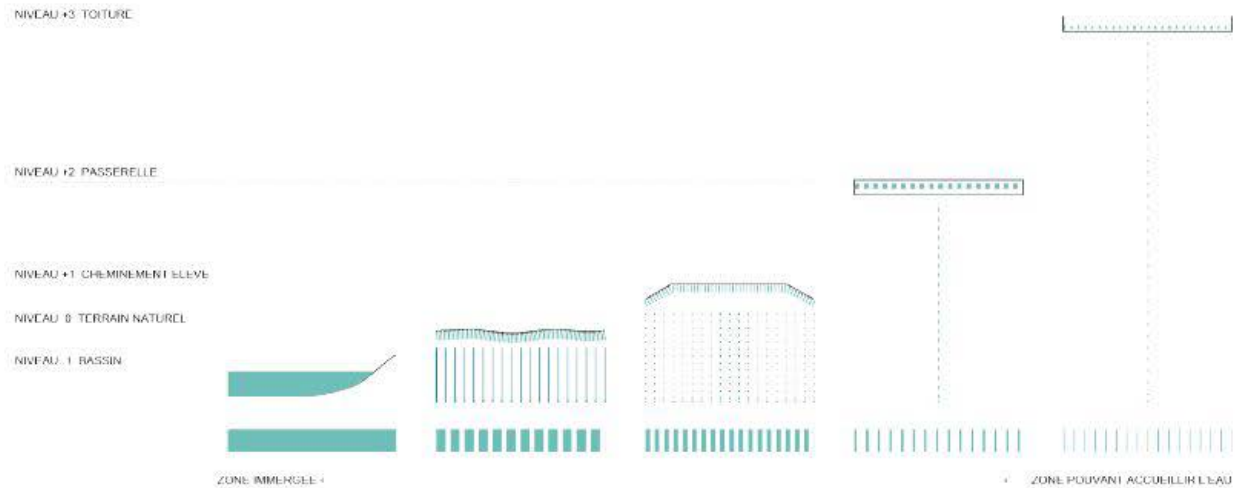 NIVEAU +3 TOITURE
NIVEAU +2 PASSERELLE
NIVEAU +1 CHEMINEMENT ELEVE
NIVEAU 0 TERRAIN NATUREL
NIVEAU -1 BASSIN
ZONE IMMERGEE
ZONE POUVANT ACCUEILLIR L'EAU